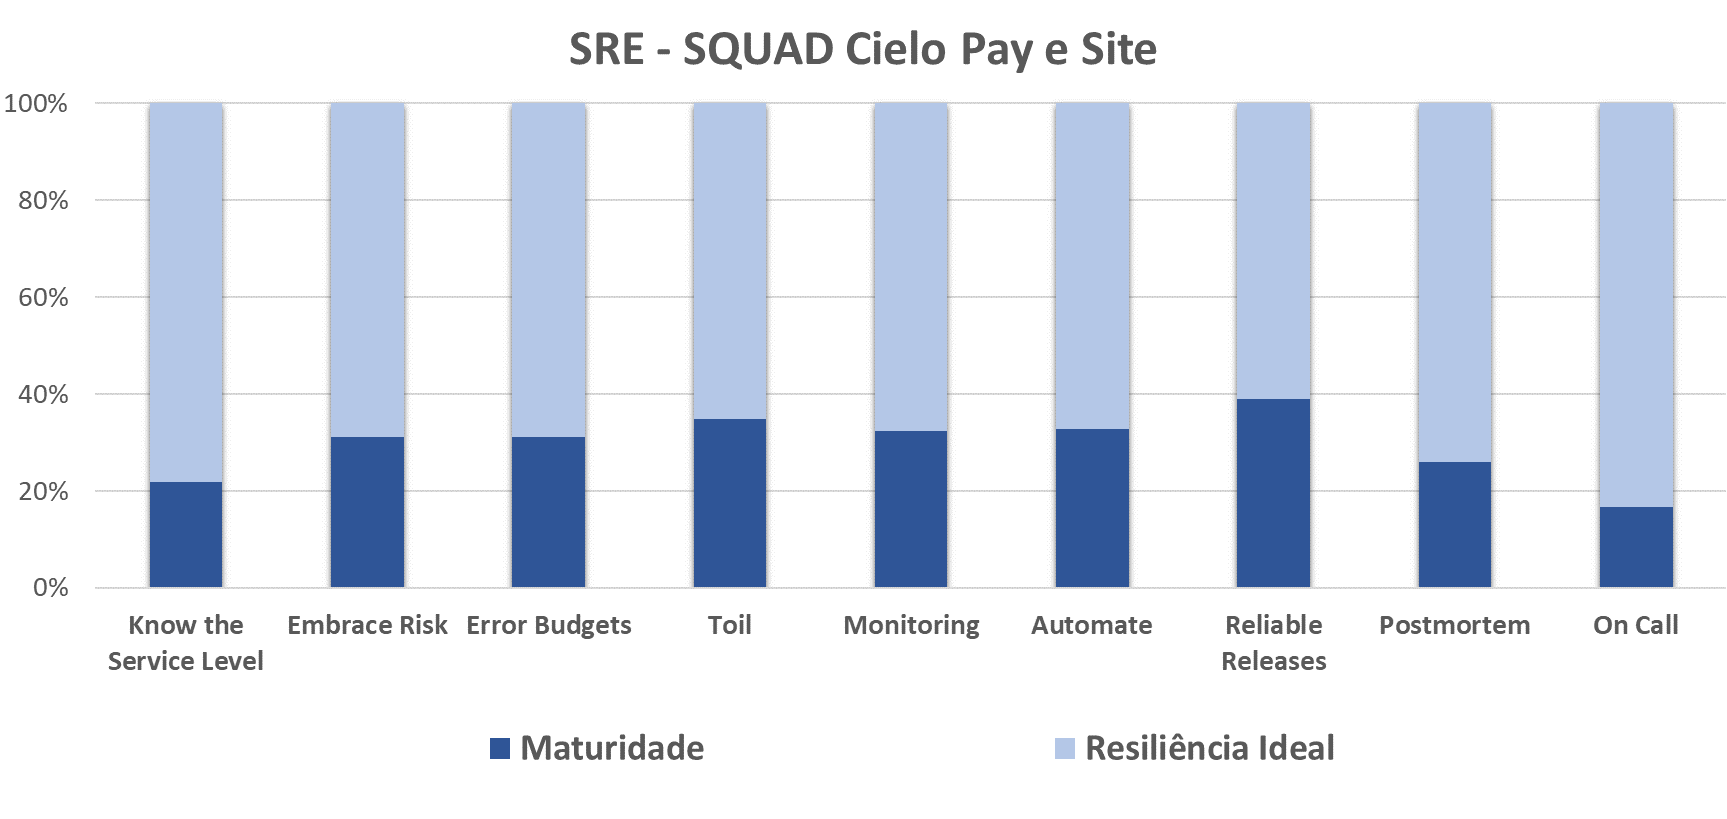 SRE - SQUAD Cielo Pay e Site
100%
80%
60%
40%
20%
0%
Know the
Service Level
Embrace Risk
Error Budgets
Toil
Monitoring
Automate
Reliable
Releases
Postmortem
On Call
Maturidade
Resiliência Ideal